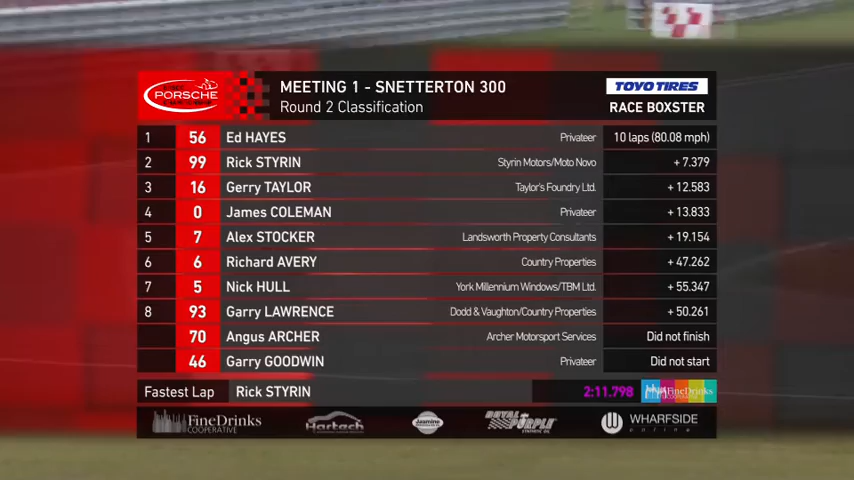 PORSCHE
MEETING 1 - SNETTERTON 300
Round 2 Classification
TOYO TIRES
RACE BOXSTER
1 56 Ed HAYES Privateer 10 laps (80.08 mph)
2 99 Rick STYRIN Styrin Motors/Moto Novo + 7.379
3 16 Gerry TAYLOR Taylor's Foundry Ltd. + 12.583
4 0 James COLEMAN Privateer + 13.833
5 7 Alex STOCKER Landsworth Property Consultants + 19.154
6 6 Richard AVERY Country Properties + 47.262
7 5 Nick HULL York Millennium Windows/TBM Ltd. + 55.347
8 93 Garry LAWRENCE Dodd & Vaughton/Country Properties + 50.261
70 Angus ARCHER Archer Motorsport Services Did not finish
46 Garry GOODWIN Privateer Did not start
Fastest Lap Rick STYRIN 2:11.798 FineDrinks
FineDrinks
COOPERATIVE
Hartech
Jasmine
ROYAL PURPLE
SYNTHETIC OIL
WHARFSIDE
online